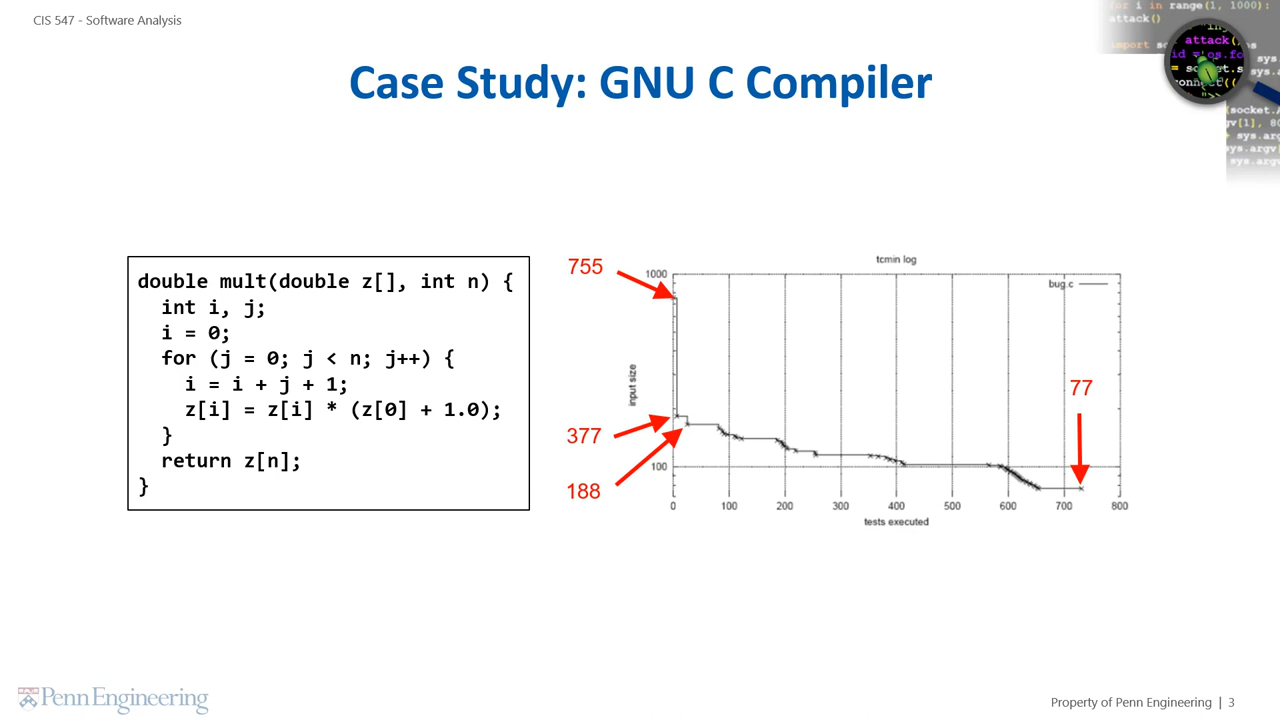 CIS 547 - Software Analysis
for i in range(1, 1000):
attack()
attack()
Case Study: GNU C Compiler
double mult(double z[], int n) {
int i, j;
i = 0;
for (j = 0; j < n; j++) {
i = i + j + 1;
z[i] = z[i] * (z[0] + 1.0);
}
return z[n];
}
755
377
188
77
tcmin log
bug.c
1000
100
input size
0 100 200 300 400 500 600 700 800
tests executed
Penn Engineering
Property of Penn Engineering | 3